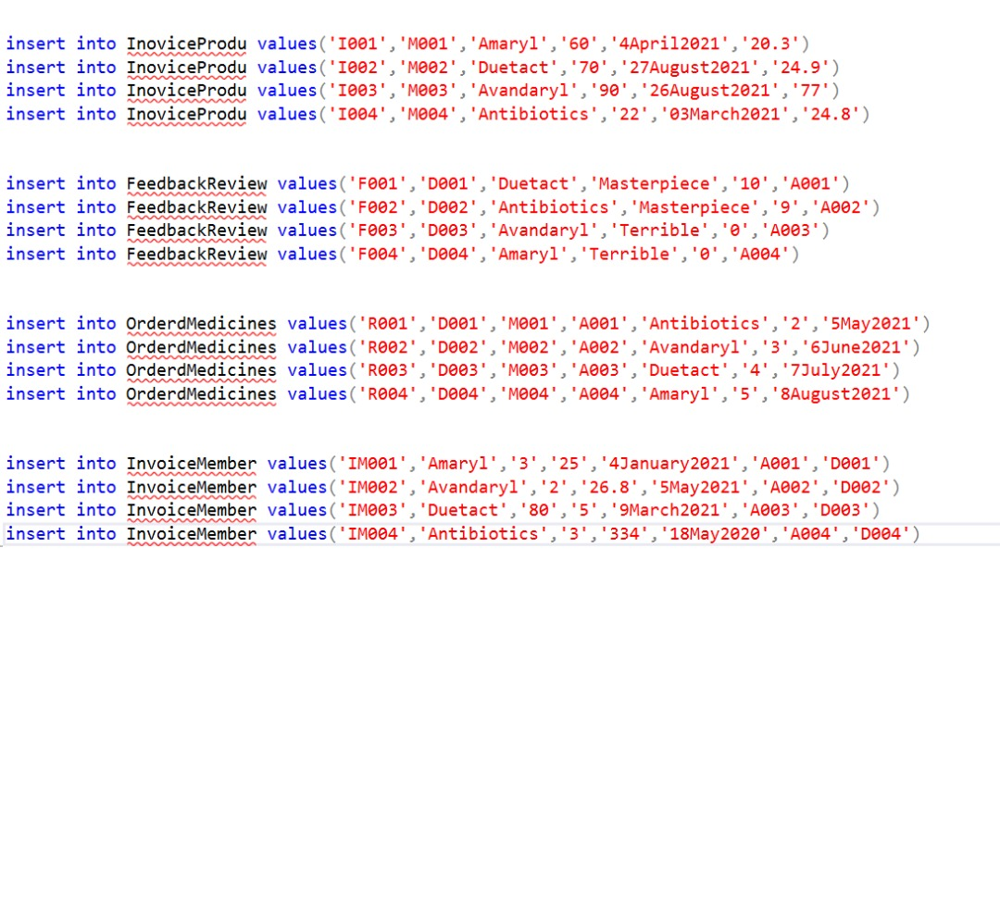 insert into InoviceProdu values('I001','M001','Amaryl','60','4April2021','20.3')
insert into InoviceProdu values('I002','M002','Duetact','70','27August2021','24.9')
insert into InoviceProdu values('I003','M003','Avandaryl','90','26August2021','77')
insert into InoviceProdu values('I004','M004','Antibiotics','22','03March2021','24.8')
insert into FeedbackReview values('F001','D001','Duetact','Masterpiece','10','A001')
insert into FeedbackReview values('F002','D002','Antibiotics','Masterpiece','9','A002')
insert into FeedbackReview values('F003','D003','Avandaryl','Terrible','0','A003')
insert into FeedbackReview values('F004','D004','Amaryl','Terrible','0','A004')
insert into OrderdMedicines values('R001','D001','M001','A001','Antibiotics','2','5May2021')
insert into OrderdMedicines values('R002','D002','M002','A002','Avandaryl','3','6June2021')
insert into OrderdMedicines values('R003','D003','M003','A003','Duetact','4','7July2021')
insert into OrderdMedicines values('R004','D004','M004','A004','Amaryl','5','8August2021')
insert into InvoiceMember values('IM001','Amaryl','3','25','4January2021','A001','D001')
insert into InvoiceMember values('IM002','Avandaryl','2','26.8','5May2021','A002','D002')
insert into InvoiceMember values('IM003','Duetact','80','5','9March2021','A003','D003')
insert into InvoiceMember values('IM004','Antibiotics','3','334','18May2020','A004','D004')